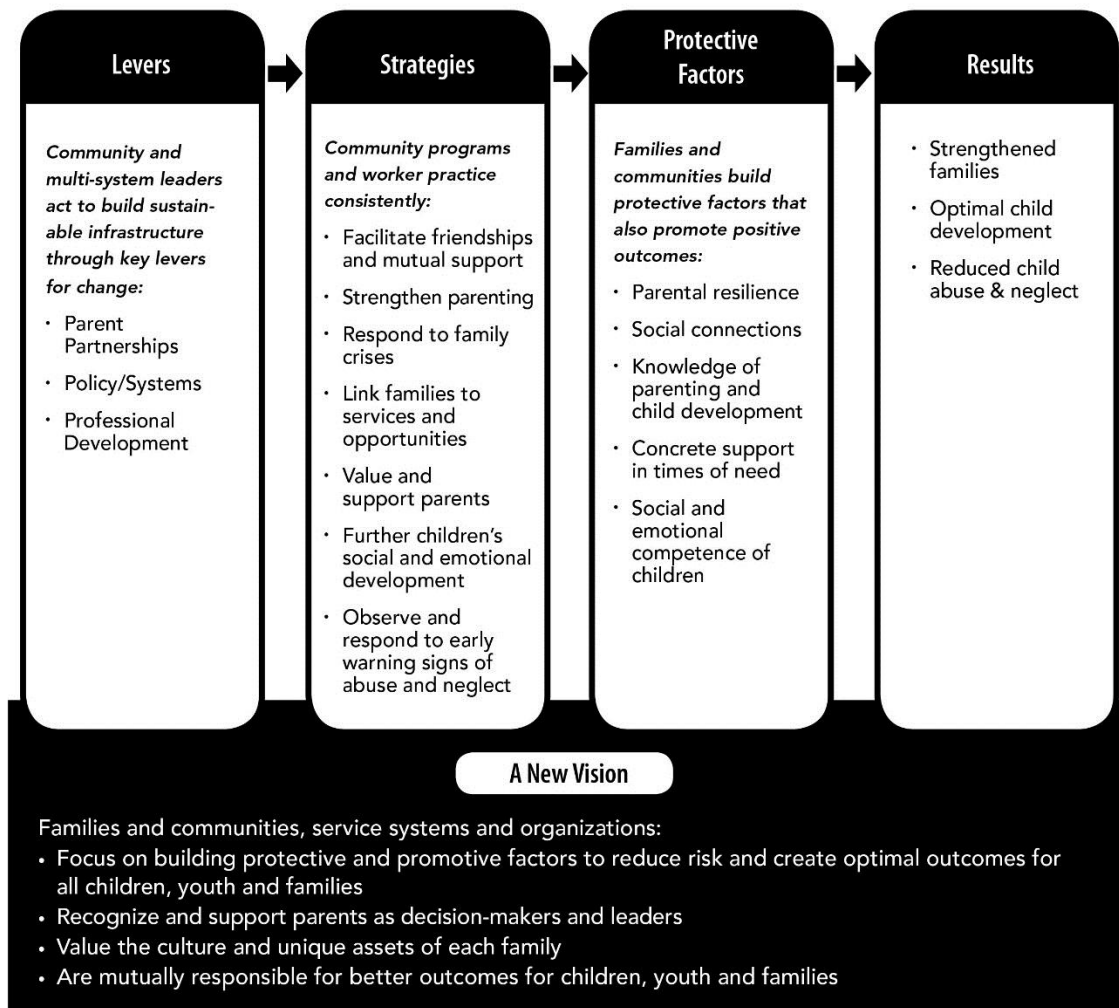 Levers
Community and
multi-system leaders
act to build sustain-
able infrastructure
through key levers
for change:
· Parent
Partnerships
· Policy/Systems
· Professional
Development
Strategies
Community programs
and worker practice
consistently:
· Facilitate friendships
and mutual support
· Strengthen parenting
· Respond to family
crises
· Link families to
services and
opportunities
· Value and
support parents
· Further children's
social and emotional
development
· Observe and
respond to early
warning signs of
abuse and neglect
Protective
Factors
Families and
communities build
protective factors that
also promote positive
outcomes:
· Parental resilience
· Social connections
· Knowledge of
parenting and
child development
· Concrete support
in times of need
· Social and
emotional
competence of
children
Results
· Strengthened
families
· Optimal child
development
· Reduced child
abuse & neglect
A New Vision
Families and communities, service systems and organizations:
• Focus on building protective and promotive factors to reduce risk and create optimal outcomes for
all children, youth and families
• Recognize and support parents as decision-makers and leaders
• Value the culture and unique assets of each family
• Are mutually responsible for better outcomes for children, youth and families